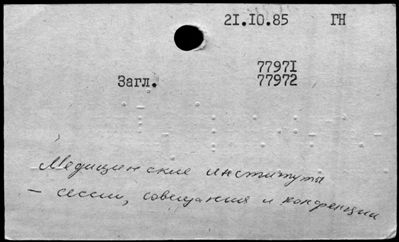 21.10.85 ГН
77971
Загл. 77972
Медицинские институты
– сессии, совещания и конференции